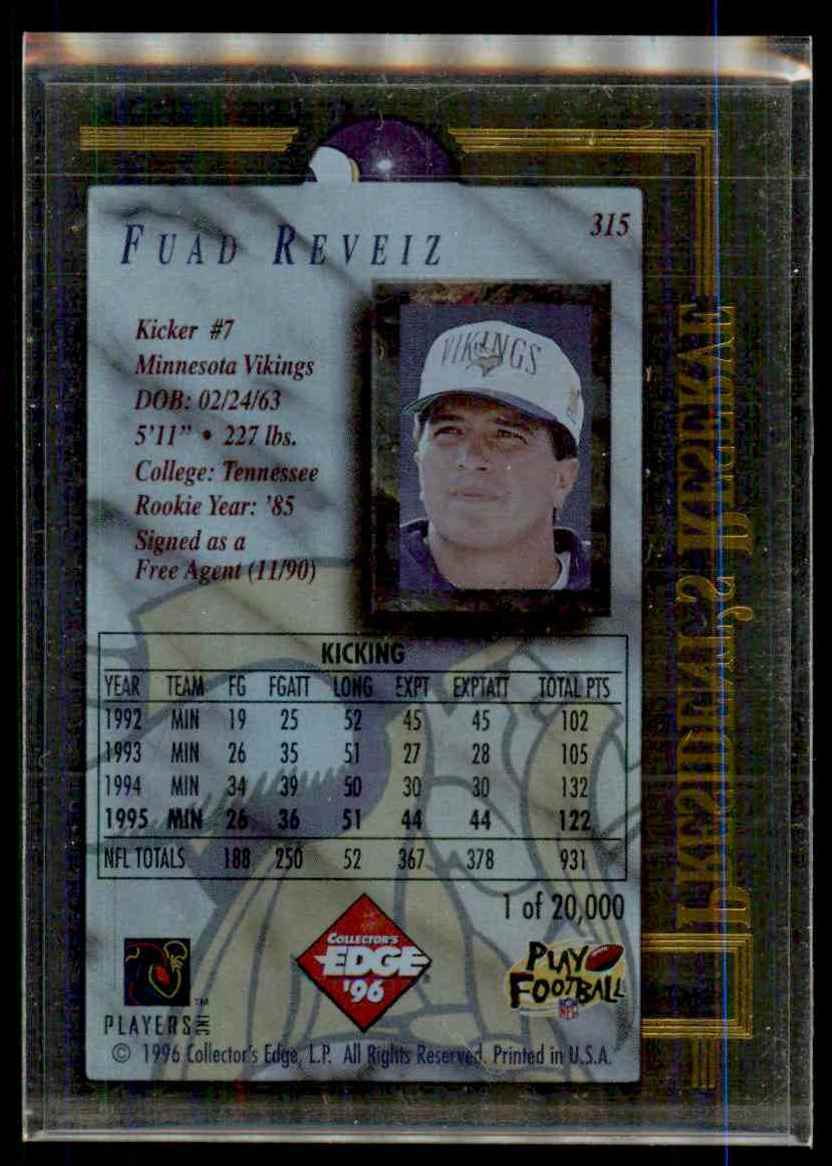 315
FUAD REVEIZ
Kicker #7
Minnesota Vikings
DOB: 02/24/63
5'11" • 227 lbs.
College: Tennessee
Rookie Year: '85
Signed as a
Free Agent (11/90)
VIKINGS
KICKING
YEAR TEAM FG FGATT LONG EXPT EXPTATT TOTAL PTS
1992 MIN 19 25 52 45 45 102
1993 MIN 26 35 51 27 28 105
1994 MIN 34 39 50 30 30 132
1995 MIN 26 36 51 44 44 122
NFL TOTALS 188 250 52 367 378 931
1 of 20,000
COLLECTOR'S
EDGE
'96
PLAY
FOOTBALL
NFL
PLAYERS INC
™
© 1996 Collector's Edge, L.P. All Rights Reserved. Printed in U.S.A.
PRESIDENT'S RESERVE